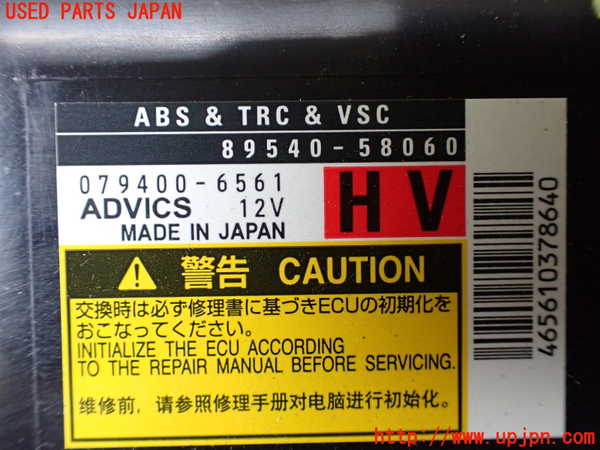 USED PARTS JAPAN
ABS & TRC & VSC
89540-58060
079400-6561
ADVICS 12V
MADE IN JAPAN
HV
警告 CAUTION
交換時は必ず修理書に基づきECUの初期化を
おこなってください。
INITIALIZE THE ECU ACCORDING
TO THE REPAIR MANUAL BEFORE SERVICING.
维修前，请参照修理手册对电脑进行初始化。
465610378640
http://www.upjpn.com/